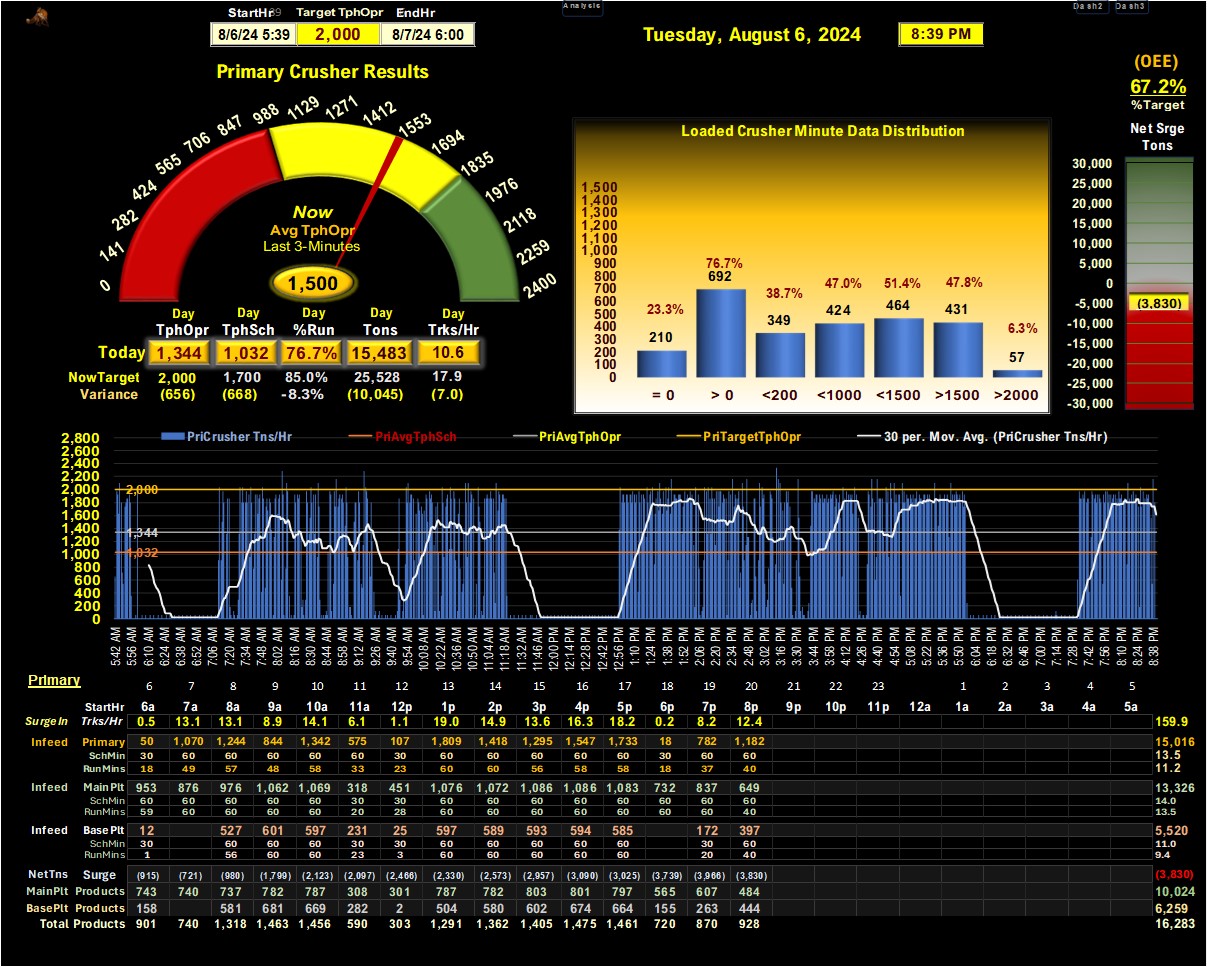 StartHr Target TphOpr EndHr
8/6/24 5:39 2,000 8/7/24 6:00
Analysis
Dash2 Dash3
Tuesday, August 6, 2024 8:39 PM
(OEE)
67.2%
%Target
Primary Crusher Results
0 141 282 424 565 706 847 988 1129 1271 1412 1553 1694 1835 1976 2118 2259 2400
Now
Avg TphOpr
Last 3-Minutes
1,500
Day Day Day Day Day
TphOpr TphSch %Run Tons Trks/Hr
Today 1,344 1,032 76.7% 15,483 10.6
NowTarget 2,000 1,700 85.0% 25,528 17.9
Variance (656) (668) -8.3% (10,045) (7.0)
Loaded Crusher Minute Data Distribution
1,500
1,400
1,300
1,200
1,100
1,000
900
800
700
600
500
400
300
200
100
0
23.3% 76.7% 38.7% 47.0% 51.4% 47.8% 6.3%
210 692 349 424 464 431 57
= 0 > 0 <200 <1000 <1500 >1500 >2000
Net Srge
Tons
30,000
25,000
20,000
15,000
10,000
5,000
0
-5,000
-10,000
-15,000
-20,000
-25,000
-30,000
(3,830)
PriCrusher Tns/Hr PriAvgTphSch PriAvgTphOpr PriTargetTphOpr 30 per. Mov. Avg. (PriCrusher Tns/Hr)
2,800
2,600
2,400
2,200
2,000
1,800
1,600
1,400
1,200
1,000
800
600
400
200
0
2,000
1,344
1,032
5:42 AM 5:56 AM 6:10 AM 6:24 AM 6:38 AM 6:52 AM 7:06 AM 7:20 AM 7:34 AM 7:48 AM 8:02 AM 8:16 AM 8:30 AM 8:44 AM 8:58 AM 9:12 AM 9:26 AM 9:40 AM 9:54 AM 10:08 AM 10:22 AM 10:36 AM 10:50 AM 11:04 AM 11:18 AM 11:32 AM 11:46 AM 12:00 PM 12:14 PM 12:28 PM 12:42 PM 12:56 PM 1:10 PM 1:24 PM 1:38 PM 1:52 PM 2:06 PM 2:20 PM 2:34 PM 2:48 PM 3:02 PM 3:16 PM 3:30 PM 3:44 PM 3:58 PM 4:12 PM 4:26 PM 4:40 PM 4:54 PM 5:08 PM 5:22 PM 5:36 PM 5:50 PM 6:04 PM 6:18 PM 6:32 PM 6:46 PM 7:00 PM 7:14 PM 7:28 PM 7:42 PM 7:56 PM 8:10 PM 8:24 PM 8:38 PM
Primary 6 7 8 9 10 11 12 13 14 15 16 17 19 20 21 22 23 1 2 3 4 5
StartHr 6a 7a 8a 9a 10a 11a 12a 1p 2p 3p 4p 5p 6p 7p 8p 9p 10p 11p 12a 1a 2a 3a 4a 5a
SurgeIn Trks/Hr 0.5 13.1 13.1 8.9 14.1 6.1 1.1 19.0 14.9 13.6 16.3 18.2 0.2 8.2 12.4 159.9
Infeed Primary 50 1,070 1,244 844 1,342 575 107 1,809 1,418 1,295 1,547 1,733 18 782 1,182 15,016
SchMin 30 60 60 60 60 30 30 60 60 60 60 60 30 60 60 13.5
RunMins 18 49 57 48 58 33 23 60 60 56 58 58 18 37 40 11.2
Infeed MainPlt 953 876 976 1,062 1,069 318 451 1,076 1,072 1,086 1,086 1,083 732 837 649 13,326
SchMin 60 60 60 60 60 30 30 60 60 60 60 60 60 60 60 14.0
RunMins 59 60 60 60 60 20 28 60 60 60 60 60 60 60 40 13.5
Infeed BasePlt 12 527 601 597 231 25 597 589 593 594 585 172 397 5,520
SchMin 30 60 60 60 30 30 60 60 60 60 60 30 60 11.0
RunMins 1 56 60 60 23 3 60 60 60 60 60 20 40 9.4
NetTns Surge (915) (721) (980) (1,799) (2,123) (2,097) (2,466) (2,330) (2,573) (2,957) (3,090) (3,025) (3,739) (3,966) (3,830) (3,830)
MainPlt Products 743 740 737 782 787 308 301 787 782 803 801 797 565 607 484 10,024
BasePlt Products 158 581 681 669 282 2 504 580 602 674 664 155 263 444 6,259
Total Products 901 740 1,318 1,463 1,456 590 303 1,291 1,362 1,405 1,475 1,461 720 870 928 16,283